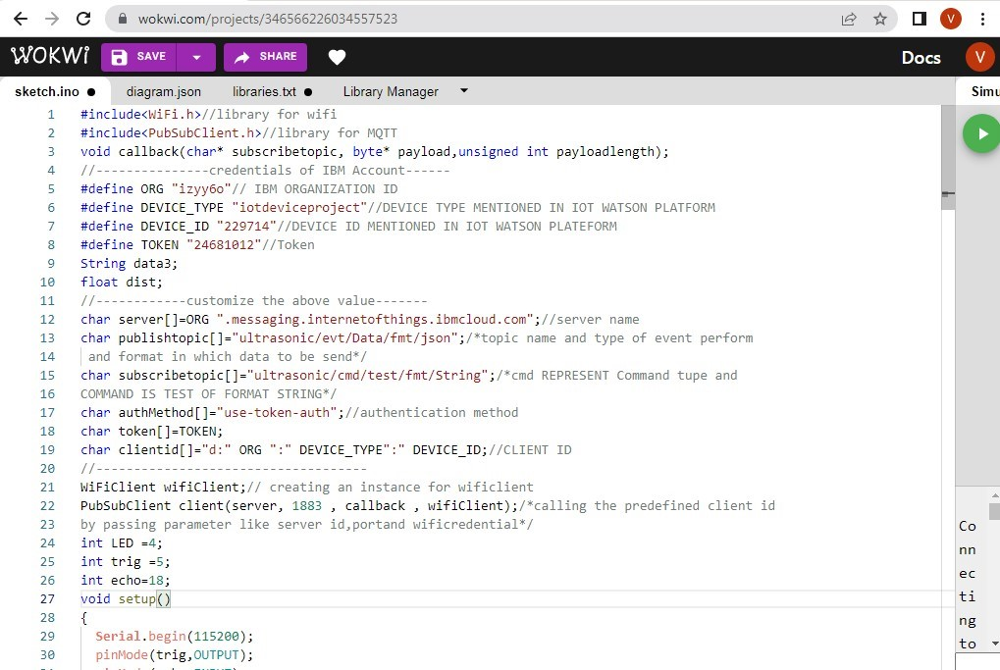 wokwi.com/projects/346566226034557523
V
WOKWI SAVE SHARE Docs V
sketch.ino ● diagram.json libraries.txt ● Library Manager Simu
1 #include<WiFi.h>//library for wifi
2 #include<PubSubClient.h>//library for MQTT
3 void callback(char* subscribetopic, byte* payload,unsigned int payloadlength);
4 //---------------credentials of IBM Account------
5 #define ORG "izyy6o"// IBM ORGANIZATION ID
6 #define DEVICE_TYPE "iotdeviceproject"//DEVICE TYPE MENTIONED IN IOT WATSON PLATFORM
7 #define DEVICE_ID "229714"//DEVICE ID MENTIONED IN IOT WATSON PLATEFORM
8 #define TOKEN "24681012"//Token
9 String data3;
10 float dist;
11 //------------customize the above value-------
12 char server[]=ORG ".messaging.internetofthings.ibmcloud.com";//server name
13 char publishtopic[]="ultrasonic/evt/Data/fmt/json";/*topic name and type of event perform
14 and format in which data to be send*/
15 char subscribetopic[]="ultrasonic/cmd/test/fmt/String";/*cmd REPRESENT Command tupe and
16 COMMAND IS TEST OF FORMAT STRING*/
17 char authMethod[]="use-token-auth";//authentication method
18 char token[]=TOKEN;
19 char clientid[]="d:" ORG ":" DEVICE_TYPE":" DEVICE_ID;//CLIENT ID
20 //------------------------------------
21 WiFiClient wifiClient;// creating an instance for wificlient
22 PubSubClient client(server, 1883 , callback , wifiClient);/*calling the predefined client id
23 by passing parameter like server id,portand wificredential*/
24 int LED =4;
25 int trig =5;
26 int echo=18;
27 void setup()
28 {
29 Serial.begin(115200);
30 pinMode(trig,OUTPUT);
Co
nn
ec
ti
ng
to